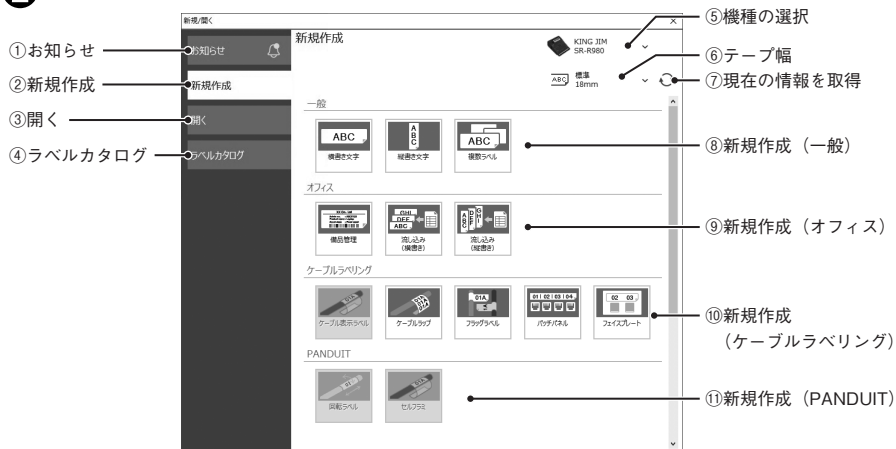 新規/開く
×
①お知らせ
②新規作成
③開く
④ラベルカタログ
お知らせ
新規作成
開く
ラベルカタログ
新規作成
KING JIM
SR-R980
ABC
標準
18mm
⑤機種の選択
⑥テープ幅
⑦現在の情報を取得
一般
ABC
横書き文字
ABC
縦書き文字
ABC
複数ラベル
⑧新規作成（一般）
オフィス
備品管理
GHI
DEF
ABC
流し込み
(横書き)
ABC
DEF
GHI
流し込み
(縦書き)
⑨新規作成（オフィス）
ケーブルラベリング
01A
ケーブル表示ラベル
ケーブルラップ
01A
フラッグラベル
01 02 03 04
パッチパネル
02 03
フェイスプレート
⑩新規作成
（ケーブルラベリング）
PANDUIT
01
回転ラベル
01A
セルフラミ
⑪新規作成（PANDUIT）